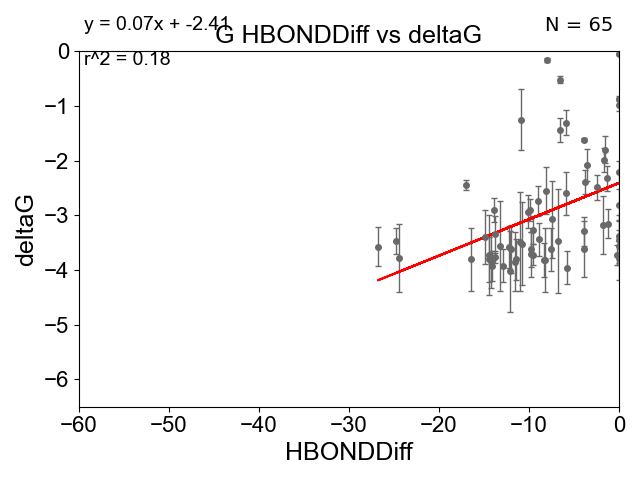 y = 0.07x + -2.41
N = 65
G HBONDDiff vs deltaG
r^2 = 0.18
0
−1
−2
−3
−4
−5
−6
deltaG
−60
−50
−40
−30
−20
−10
0
HBONDDiff